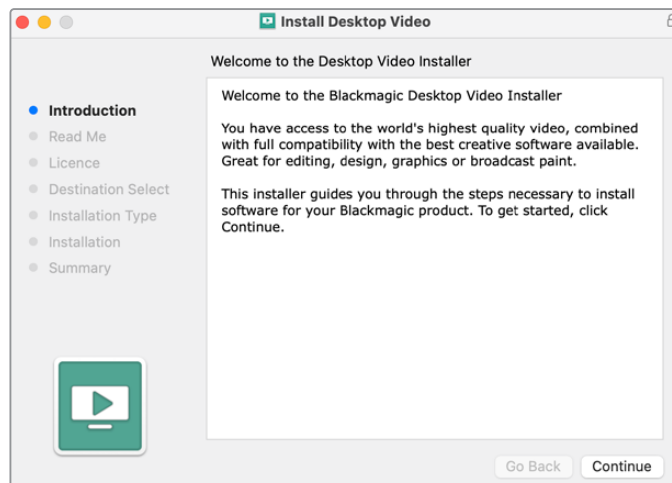 Install Desktop Video
Welcome to the Desktop Video Installer
Introduction
Read Me
Licence
Destination Select
Installation Type
Installation
Summary
Welcome to the Blackmagic Desktop Video Installer
You have access to the world's highest quality video, combined
with full compatibility with the best creative software available.
Great for editing, design, graphics or broadcast paint.
This installer guides you through the steps necessary to install
software for your Blackmagic product. To get started, click
Continue.
Go Back
Continue